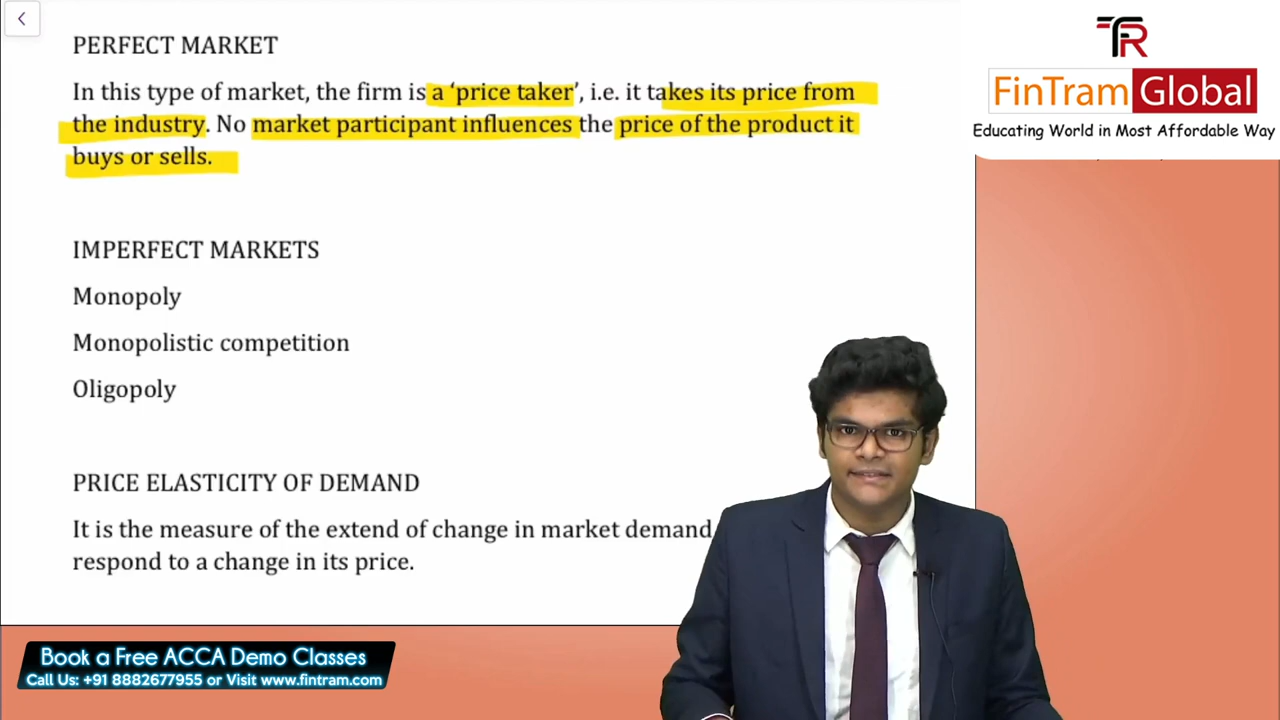 PERFECT MARKET
In this type of market, the firm is a ‘price taker’, i.e. it takes its price from
the industry. No market participant influences the price of the product it
buys or sells.
IMPERFECT MARKETS
Monopoly
Monopolistic competition
Oligopoly
PRICE ELASTICITY OF DEMAND
It is the measure of the extend of change in market demand
respond to a change in its price.
TR
FinTram Global
Educating World in Most Affordable Way
Book a Free ACCA Demo Classes
Call Us: +91 8882677955 or Visit www.fintram.com